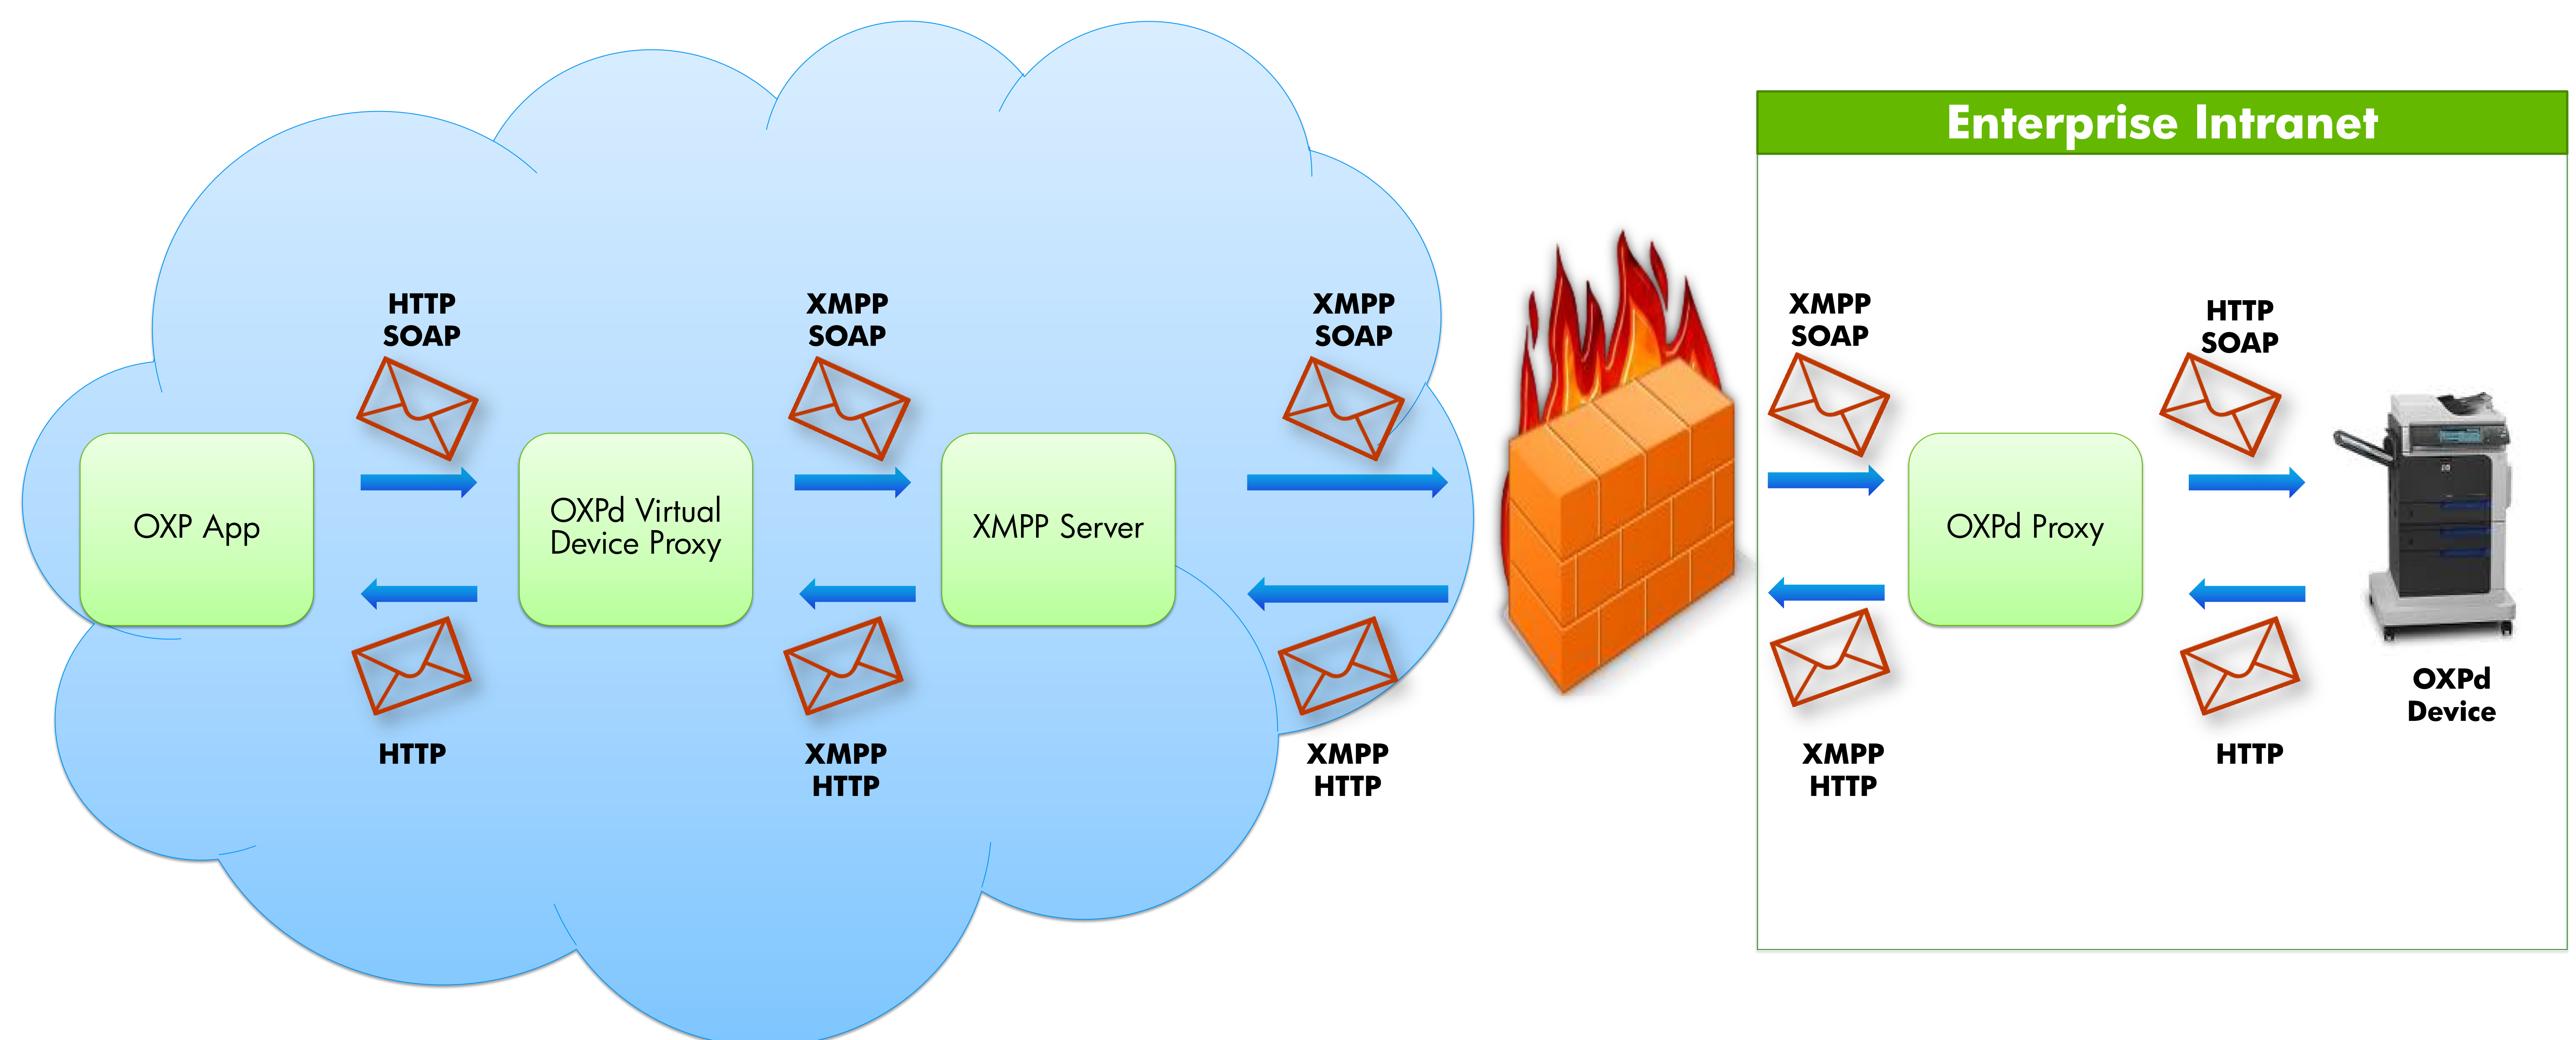 Enterprise Intranet
HTTP
SOAP
XMPP
SOAP
XMPP
SOAP
XMPP
SOAP
HTTP
SOAP
OXP App
OXPd Virtual
Device Proxy
XMPP Server
OXPd Proxy
OXPd
Device
HTTP
XMPP
HTTP
XMPP
HTTP
XMPP
HTTP
HTTP